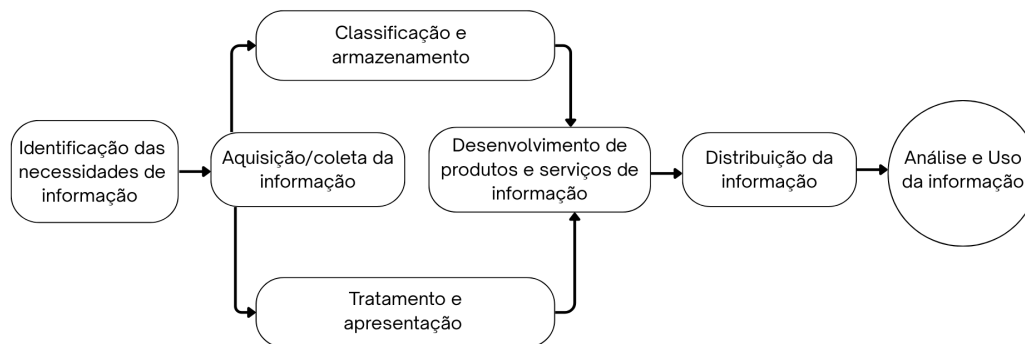 Identificação das
necessidades de
informação
Aquisição/coleta da
informação
Classificação e
armazenamento
Tratamento e
apresentação
Desenvolvimento de
produtos e serviços de
informação
Distribuição da
informação
Análise e Uso
da informação